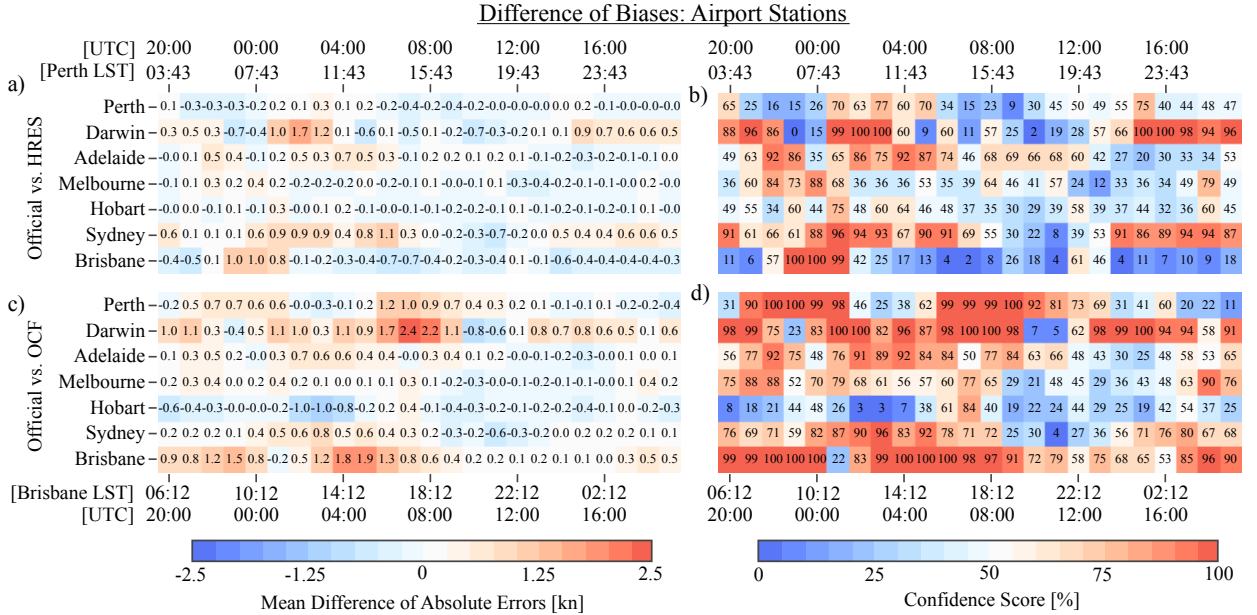 Difference of Biases: Airport Stations
[UTC] 20:00 00:00 04:00 08:00 12:00 16:00 20:00 00:00 04:00 08:00 12:00 16:00
[Perth LST] 03:43 07:43 11:43 15:43 19:43 23:43 03:43 07:43 11:43 15:43 19:43 23:43
a)
Official vs. HRES
Perth 0.1 -0.3 -0.3 -0.3 -0.2 0.2 0.1 0.3 0.1 0.2 -0.2 -0.4 -0.2 -0.4 -0.2 -0.0 -0.0 -0.0 0.0 0.2 -0.1 -0.0 -0.0 -0.0
Darwin 0.3 0.5 0.3 -0.7 -0.4 1.0 1.7 1.2 0.1 -0.6 0.1 -0.5 0.1 -0.2 -0.7 -0.3 -0.2 0.1 0.1 0.9 0.7 0.6 0.6 0.5
Adelaide -0.0 0.1 0.5 0.4 -0.1 0.2 0.5 0.3 0.7 0.5 0.3 -0.1 0.2 0.2 0.1 0.2 0.1 -0.1 -0.2 -0.3 -0.2 -0.2 -0.1 0.0
Melbourne -0.1 0.1 0.3 0.2 0.4 0.2 -0.2 -0.2 -0.2 0.0 -0.2 -0.1 0.1 -0.0 -0.1 0.1 -0.3 -0.4 -0.2 -0.1 -0.1 -0.0 0.2 -0.0
Hobart -0.0 0.0 -0.1 0.1 -0.1 0.3 -0.0 0.1 0.2 -0.1 -0.0 -0.1 -0.1 -0.2 -0.2 -0.2 0.1 -0.1 -0.1 -0.1 -0.2 -0.1 0.1 -0.0
Sydney 0.6 0.1 0.1 0.1 0.6 0.9 0.9 0.9 0.4 0.8 1.1 0.3 0.0 -0.2 -0.3 -0.7 -0.2 0.0 0.5 0.4 0.4 0.6 0.6 0.5
Brisbane -0.4 -0.5 0.1 1.0 1.0 0.8 -0.1 -0.2 -0.3 -0.4 -0.7 -0.7 -0.4 -0.2 -0.3 -0.4 0.1 -0.1 -0.6 -0.4 -0.4 -0.4 -0.4 -0.3
b)
65 25 16 15 26 70 63 77 60 70 34 15 23 9 30 45 50 49 55 75 40 44 48 47
88 96 86 0 15 99 100 100 60 9 60 11 57 25 2 19 28 57 66 100 100 98 94 96
49 63 92 86 35 65 86 75 92 87 74 46 68 69 66 68 60 42 27 20 30 33 34 53
36 60 84 73 88 68 36 36 36 53 35 39 64 46 41 57 24 12 33 36 34 49 79 49
49 55 34 60 44 75 48 60 64 46 48 37 35 30 29 39 58 39 37 44 32 36 60 45
91 61 66 61 88 96 94 93 67 90 91 69 55 30 22 8 39 53 91 86 89 94 94 87
11 6 57 100 100 99 42 25 17 13 4 2 8 26 18 4 61 46 4 11 7 10 9 18
c)
Official vs. OCF
Perth -0.2 0.5 0.7 0.7 0.6 0.6 -0.0 -0.3 -0.1 0.2 1.2 1.0 0.9 0.7 0.4 0.3 0.2 0.1 -0.1 -0.1 0.1 -0.2 -0.2 -0.4
Darwin 1.0 1.1 0.3 -0.4 0.5 1.1 1.0 0.3 1.1 0.9 1.7 2.4 2.2 1.1 -0.8 -0.6 0.1 0.8 0.7 0.8 0.6 0.5 0.1 0.6
Adelaide 0.1 0.3 0.5 0.2 -0.0 0.3 0.7 0.6 0.6 0.4 0.4 0.0 0.3 0.3 0.1 0.2 -0.0 -0.1 -0.2 -0.3 -0.0 0.1 0.0 0.1
Melbourne 0.2 0.3 0.4 0.0 0.2 0.4 0.2 0.1 0.0 0.1 0.1 0.3 0.1 -0.2 -0.3 -0.0 -0.1 -0.2 -0.1 -0.1 -0.0 0.1 0.4 0.2
Hobart -0.6 -0.4 -0.3 -0.0 -0.0 -0.2 -1.0 -1.0 -0.8 -0.2 0.2 0.4 -0.1 -0.4 -0.3 -0.2 -0.1 -0.2 -0.2 -0.4 -0.1 0.0 -0.2 -0.3
Sydney 0.2 0.2 0.2 0.1 0.4 0.5 0.6 0.8 0.5 0.6 0.4 0.3 0.2 -0.2 -0.3 -0.6 -0.3 -0.2 0.0 0.2 0.2 0.2 0.1 0.1
Brisbane 0.9 0.8 1.2 1.5 0.8 -0.2 0.5 1.2 1.8 1.9 1.3 0.8 0.6 0.4 0.2 0.2 0.1 0.2 0.1 0.1 0.0 0.3 0.5 0.5
d)
31 90 100 100 99 98 46 25 38 62 99 99 99 100 92 81 73 69 31 41 60 20 22 11
98 99 75 23 83 100 100 82 96 87 98 100 100 98 7 5 62 98 99 100 94 94 58 91
56 77 92 75 48 76 91 89 92 84 84 50 77 84 63 66 48 43 30 25 48 58 53 65
75 88 88 52 70 79 68 61 56 57 60 77 65 29 21 48 45 29 36 43 48 63 90 76
8 18 21 44 48 26 3 3 7 38 61 84 40 19 22 24 44 29 25 19 42 54 37 25
76 69 71 59 82 87 90 96 83 92 78 71 72 25 30 4 27 36 56 71 76 80 67 68
99 99 100 100 100 22 83 99 100 100 100 98 97 91 72 79 58 75 68 65 53 85 96 90
[Brisbane LST] 06:12 10:12 14:12 18:12 22:12 02:12 06:12 10:12 14:12 18:12 22:12 02:12
[UTC] 20:00 00:00 04:00 08:00 12:00 16:00 20:00 00:00 04:00 08:00 12:00 16:00
-2.5 -1.25 0 1.25 2.5
Mean Difference of Absolute Errors [kn]
0 25 50 75 100
Confidence Score [%]